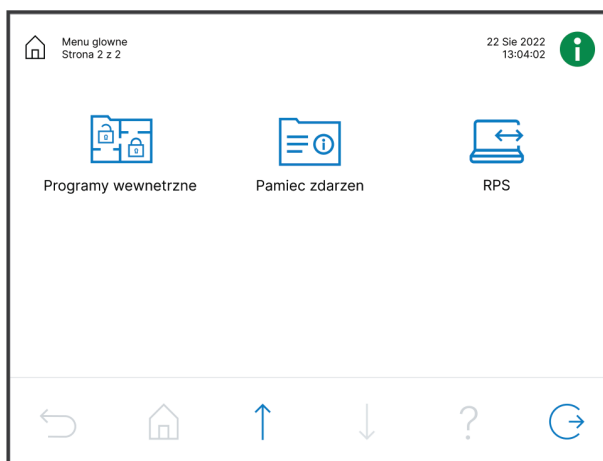 Menu glowne
Strona 2 z 2
22 Sie 2022
13:04:02
Programy wewnetrzne
Pamiec zdarzen
RPS